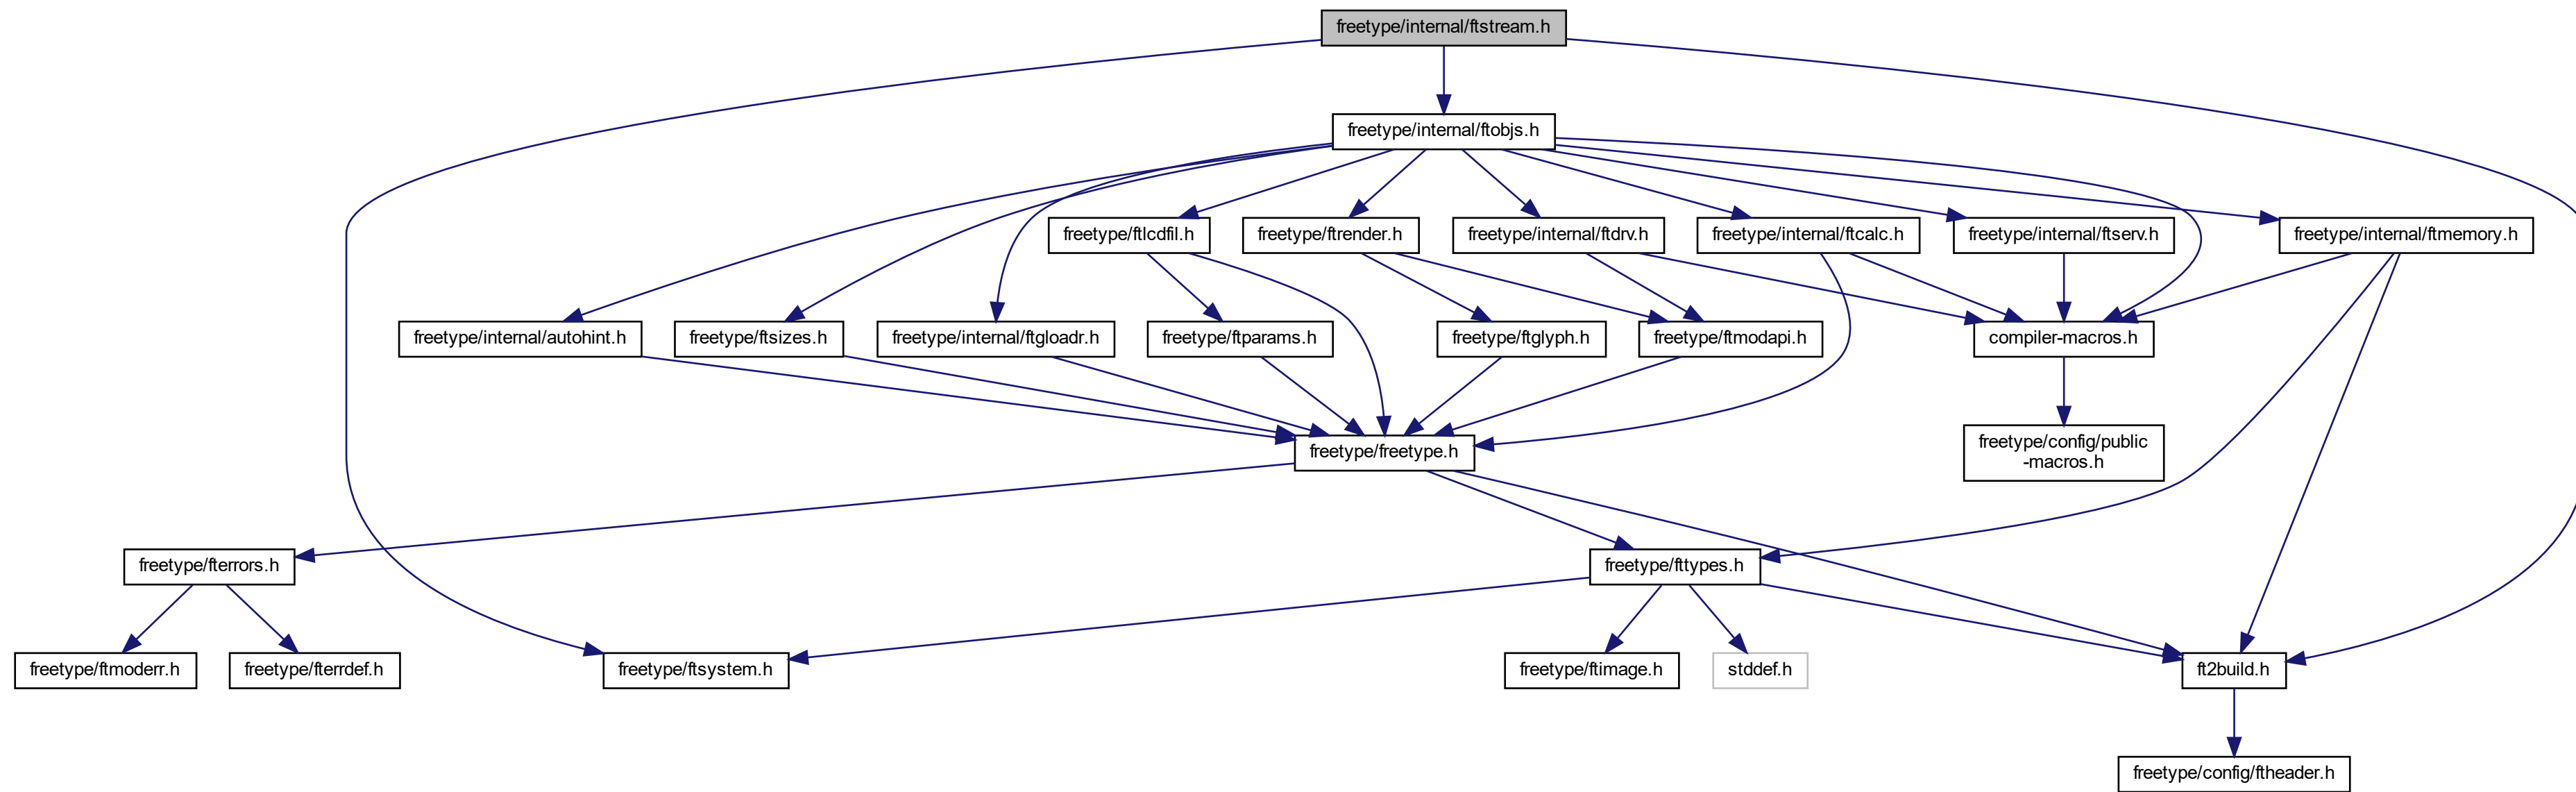 freetype/internal/ftstream.h
freetype/internal/ftobjs.h
freetype/ftlcdfil.h
freetype/ftrender.h
freetype/internal/ftdrv.h
freetype/internal/ftcalc.h
freetype/internal/ftserv.h
freetype/internal/ftmemory.h
freetype/internal/autohint.h
freetype/ftsizes.h
freetype/internal/ftgloadr.h
freetype/ftparams.h
freetype/ftglyph.h
freetype/ftmodapi.h
compiler-macros.h
freetype/freetype.h
freetype/config/public
-macros.h
freetype/fterrors.h
freetype/fttypes.h
freetype/ftmoderr.h
freetype/fterrdef.h
freetype/ftsystem.h
freetype/ftimage.h
stddef.h
ft2build.h
freetype/config/ftheader.h